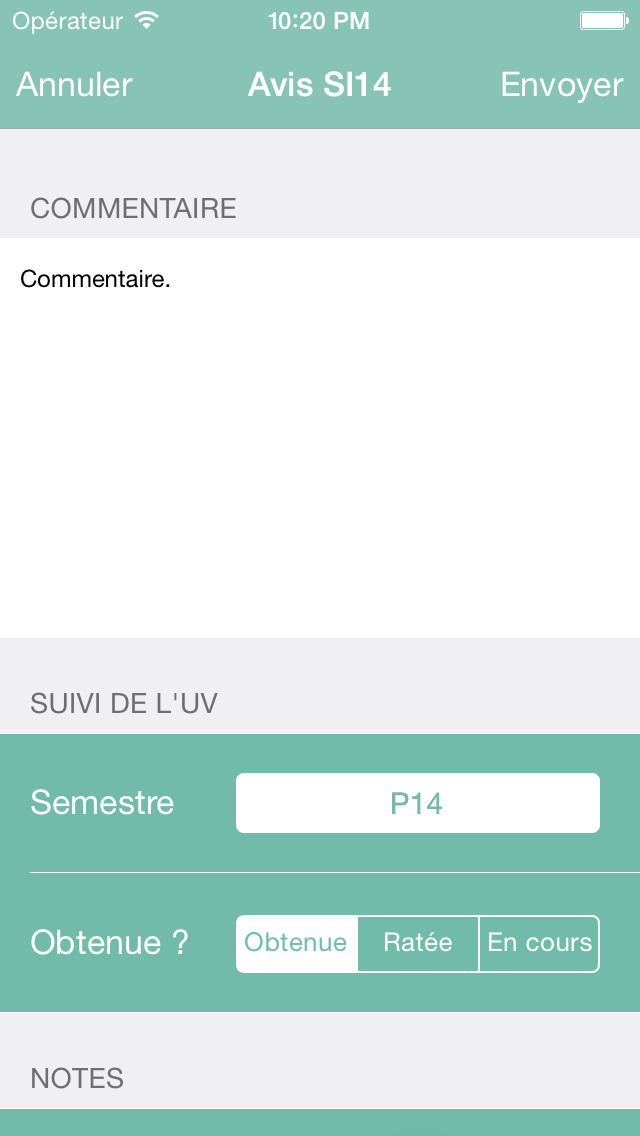 Opérateur 10:20 PM
Annuler Avis SI14 Envoyer
COMMENTAIRE
Commentaire.
SUIVI DE L'UV
Semestre P14
Obtenue ? Obtenue Ratée En cours
NOTES